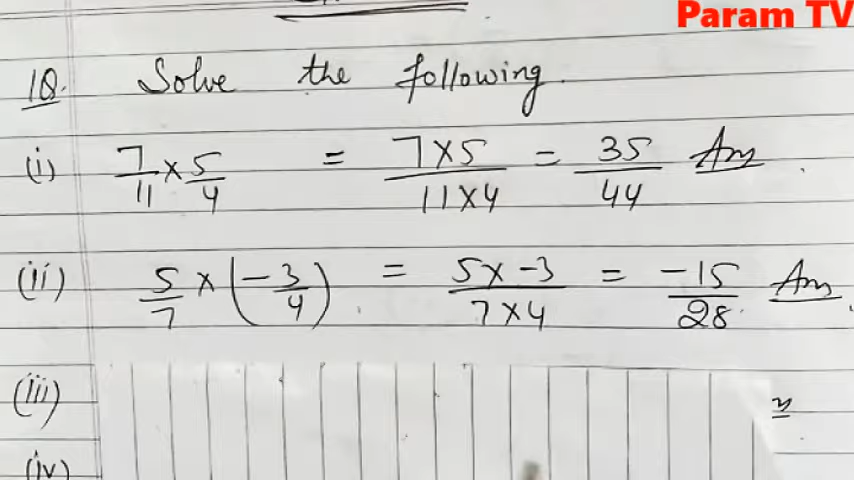 Param TV
1Q. Solve the following.
(i) 7/11 × 5/4 = 7×5/11×4 = 35/44 Ans
(ii) 5/7 × (-3/4) = 5×-3/7×4 = -15/28 Ans
(iii)
(iv)